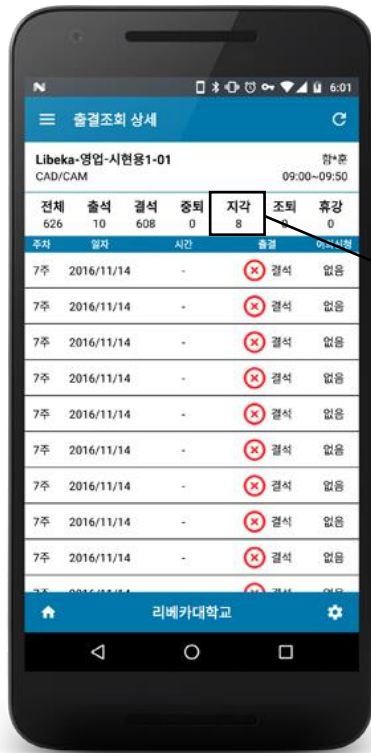 6:01
출결조회 상세
Libeka-영업-시현용1-01 함*훈
CAD/CAM 09:00~09:50
전체 출석 결석 중퇴 지각 조퇴 휴강
626 10 608 0 8 0
주차 일자 시간 출결 이의신청
7주 2016/11/14 - 결석 없음
7주 2016/11/14 - 결석 없음
7주 2016/11/14 - 결석 없음
7주 2016/11/14 - 결석 없음
7주 2016/11/14 - 결석 없음
7주 2016/11/14 - 결석 없음
7주 2016/11/14 - 결석 없음
7주 2016/11/14 - 결석 없음
7주 2016/11/14 - 결석 없음
리베카대학교